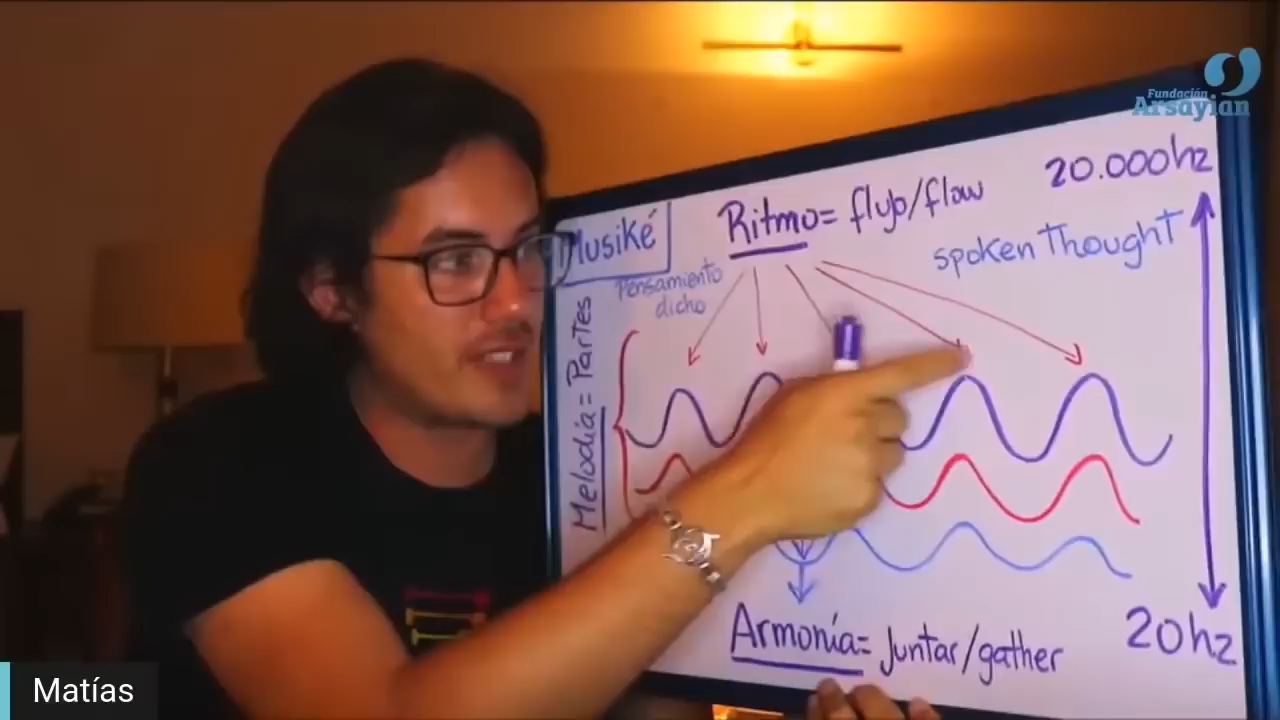 Fundación
Arsayian
20.000hz
Ritmo= flujo/flow
Musiké
spoken Thought
Pensamiento
dicho
Melodía= Partes
Armonía= Juntar/gather
20hz
Matías